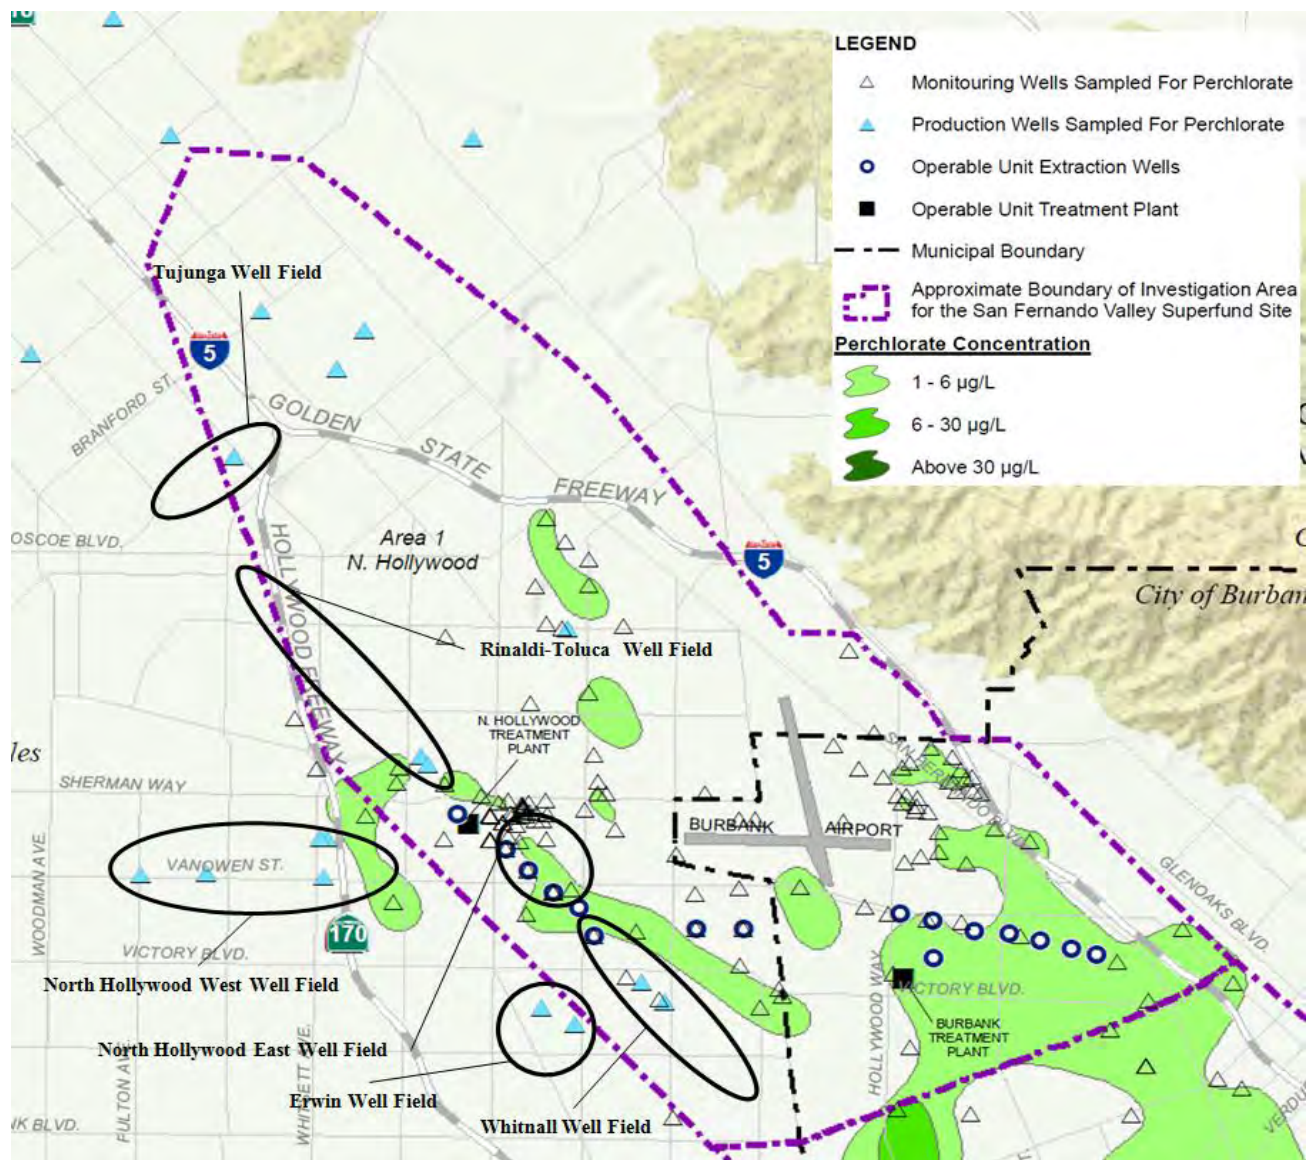 LEGEND
Monitouring Wells Sampled For Perchlorate
Production Wells Sampled For Perchlorate
Operable Unit Extraction Wells
Operable Unit Treatment Plant
Municipal Boundary
Approximate Boundary of Investigation Area
for the San Fernando Valley Superfund Site
Perchlorate Concentration
1 - 6 µg/L
6 - 30 µg/L
Above 30 µg/L
Tujunga Well Field
5
BRANFORD ST.
GOLDEN
STATE
FREEWAY
OSCOE BLVD.
Area 1
N. Hollywood
5
City of Burban
HOLLYWOOD FREEWAY
Rinaldi-Toluca Well Field
N. HOLLYWOOD
TREATMENT
PLANT
les
SHERMAN WAY
SAN FERNANDO BLVD.
BURBANK
AIRPORT
VANOWEN ST.
WOODMAN AVE.
GLENOAKS BLVD.
170
VICTORY BLVD.
North Hollywood West Well Field
HOLLYWOOD WAY
VICTORY BLVD.
BURBANK
TREATMENT
PLANT
North Hollywood East Well Field
FULTON AVE.
WHITSETT AVE.
Erwin Well Field
Whitnall Well Field
NK BLVD.
VERDU